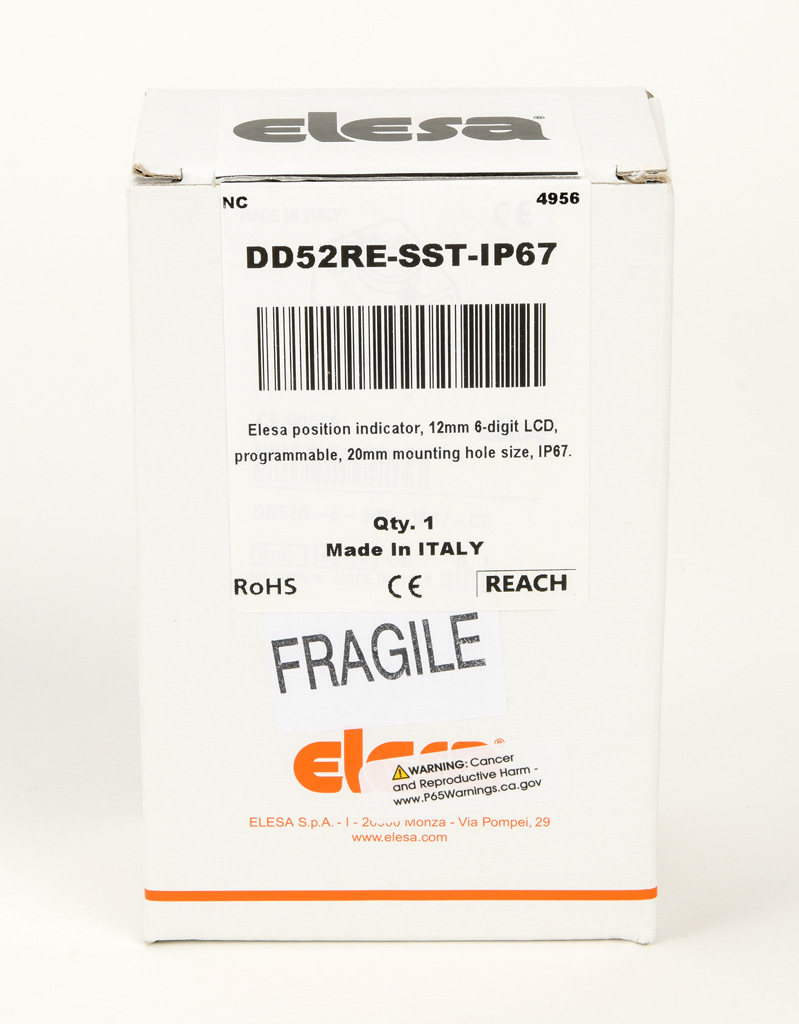 elesa®
NC 4956
DD52RE-SST-IP67
Elesa position indicator, 12mm 6-digit LCD,
programmable, 20mm mounting hole size, IP67.
Qty. 1
Made In ITALY
RoHS CE REACH
FRAGILE
elesa®
WARNING: Cancer
and Reproductive Harm -
www.P65Warnings.ca.gov
ELESA S.p.A. - I - Monza - Via Pompei, 29
www.elesa.com